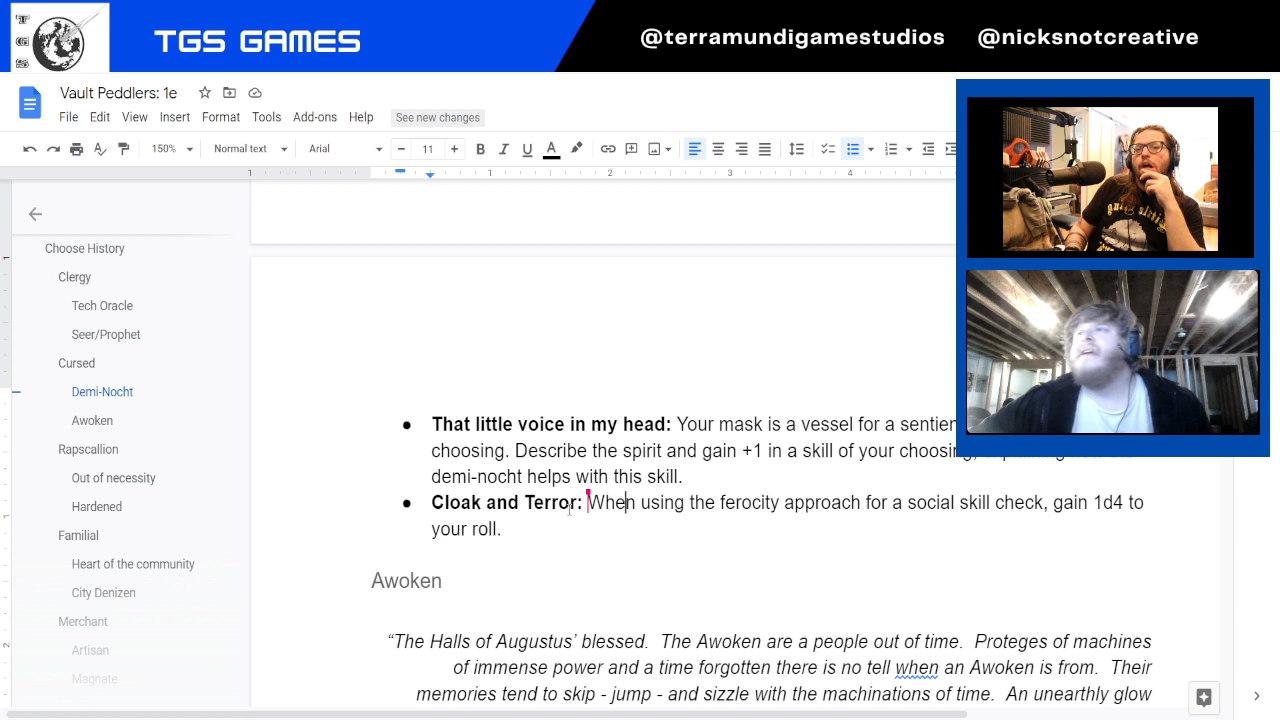 TGS
TGS GAMES
@terramundigamestudios @nicksnotcreative
Vault Peddlers: 1e
File Edit View Insert Format Tools Add-ons Help See new changes
150% Normal text Arial 11
1 1 2 3 4
Choose History
Clergy
Tech Oracle
Seer/Prophet
Cursed
Demi-Nocht
Awoken
Rapscallion
Out of necessity
Hardened
Familial
Heart of the community
City Denizen
Merchant
Artisan
Magnate
● That little voice in my head: Your mask is a vessel for a sentien
choosing. Describe the spirit and gain +1 in a skill of your choosing,
demi-nocht helps with this skill.
● Cloak and Terror: When using the ferocity approach for a social skill check, gain 1d4 to
your roll.
Awoken
“The Halls of Augustus’ blessed. The Awoken are a people out of time. Proteges of machines
of immense power and a time forgotten there is no tell when an Awoken is from. Their
memories tend to skip - jump - and sizzle with the machinations of time. An unearthly glow